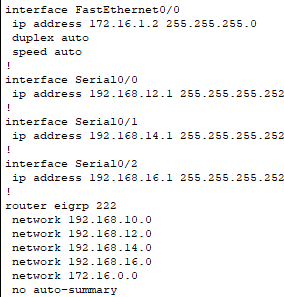 interface FastEthernet0/0
 ip address 172.16.1.2 255.255.255.0
 duplex auto
 speed auto
!
interface Serial0/0
 ip address 192.168.12.1 255.255.255.252
!
interface Serial0/1
 ip address 192.168.14.1 255.255.255.252
!
interface Serial0/2
 ip address 192.168.16.1 255.255.255.252
!
router eigrp 222
 network 192.168.10.0
 network 192.168.12.0
 network 192.168.14.0
 network 192.168.16.0
 network 172.16.0.0
 no auto-summary